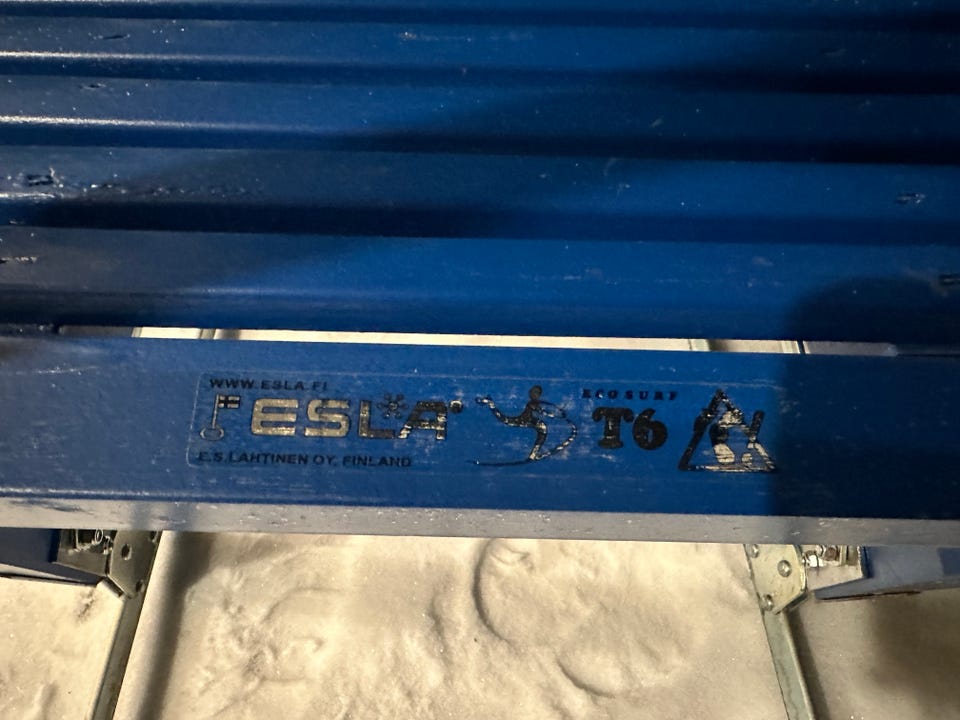 WWW.ESLA.FI
ESLA
E.S.LAHTINEN OY, FINLAND
ECOSURF
T6